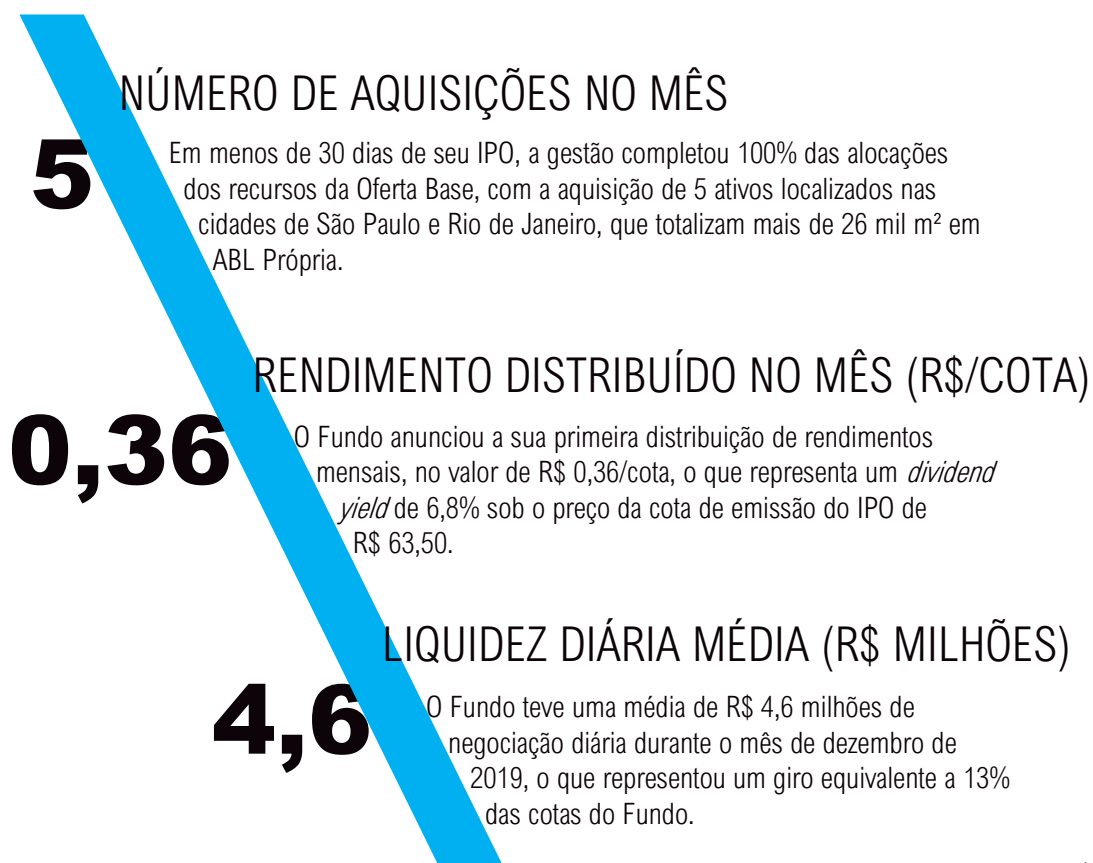 NÚMERO DE AQUISIÇÕES NO MÊS
5
Em menos de 30 dias de seu IPO, a gestão completou 100% das alocações
dos recursos da Oferta Base, com a aquisição de 5 ativos localizados nas
cidades de São Paulo e Rio de Janeiro, que totalizam mais de 26 mil m² em
ABL Própria.
RENDIMENTO DISTRIBUÍDO NO MÊS (R$/COTA)
0,36
O Fundo anunciou a sua primeira distribuição de rendimentos
mensais, no valor de R$ 0,36/cota, o que representa um dividend
yield de 6,8% sob o preço da cota de emissão do IPO de
R$ 63,50.
LIQUIDEZ DIÁRIA MÉDIA (R$ MILHÕES)
4,6
O Fundo teve uma média de R$ 4,6 milhões de
negociação diária durante o mês de dezembro de
2019, o que representou um giro equivalente a 13%
das cotas do Fundo.